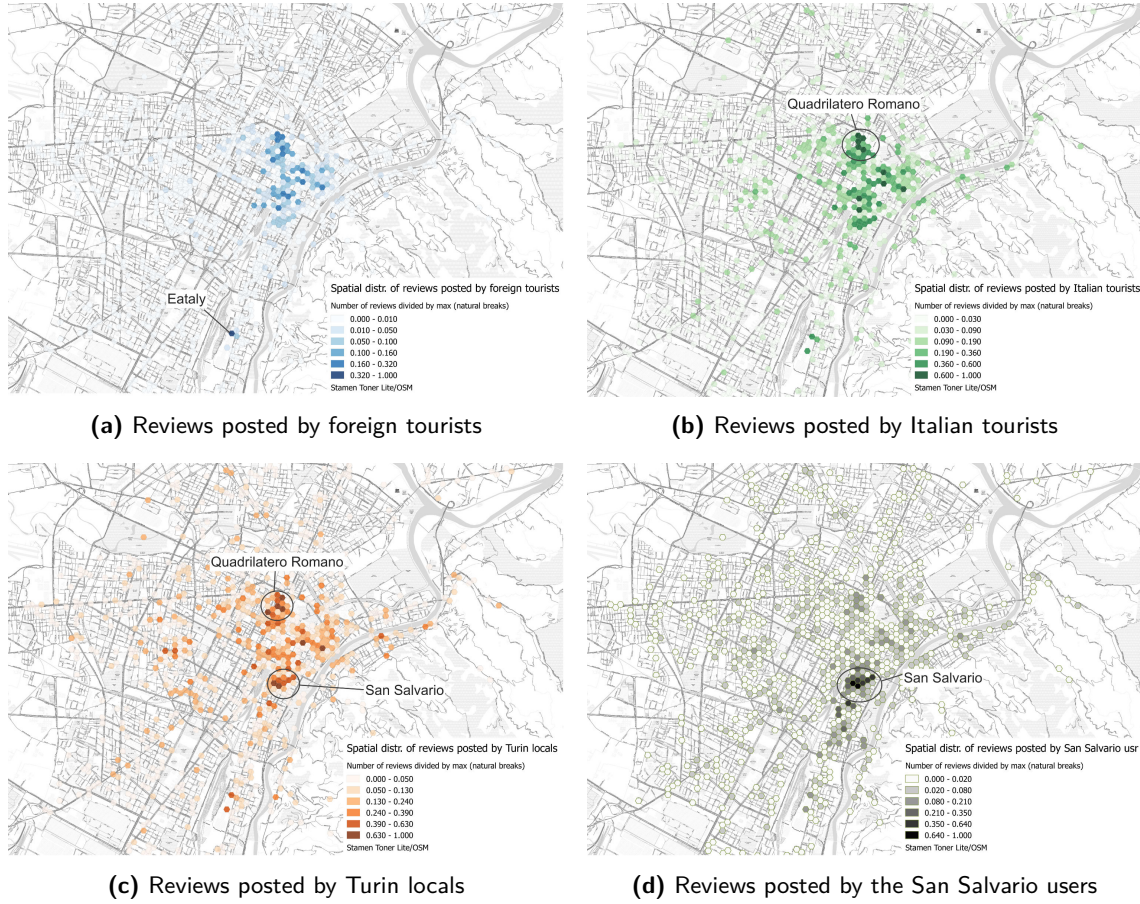 Eataly
Spatial distr. of reviews posted by foreign tourists
Number of reviews divided by max (natural breaks)
0.000 - 0.010
0.010 - 0.050
0.050 - 0.100
0.100 - 0.160
0.160 - 0.320
0.320 - 1.000
Stamen Toner Lite/OSM
(a) Reviews posted by foreign tourists
Quadrilatero Romano
Spatial distr. of reviews posted by Italian tourists
Number of reviews divided by max (natural breaks)
0.000 - 0.030
0.030 - 0.090
0.090 - 0.190
0.190 - 0.360
0.360 - 0.600
0.600 - 1.000
Stamen Toner Lite/OSM
(b) Reviews posted by Italian tourists
Quadrilatero Romano
San Salvario
Spatial distr. of reviews posted by Turin locals
Number of reviews divided by max (natural breaks)
0.000 - 0.050
0.050 - 0.130
0.130 - 0.240
0.240 - 0.390
0.390 - 0.630
0.630 - 1.000
Stamen Toner Lite/OSM
(c) Reviews posted by Turin locals
San Salvario
Spatial distr. of reviews posted by San Salvario usr
Number of reviews divided by max (natural breaks)
0.000 - 0.020
0.020 - 0.080
0.080 - 0.210
0.210 - 0.350
0.350 - 0.640
0.640 - 1.000
Stamen Toner Lite/OSM
(d) Reviews posted by the San Salvario users